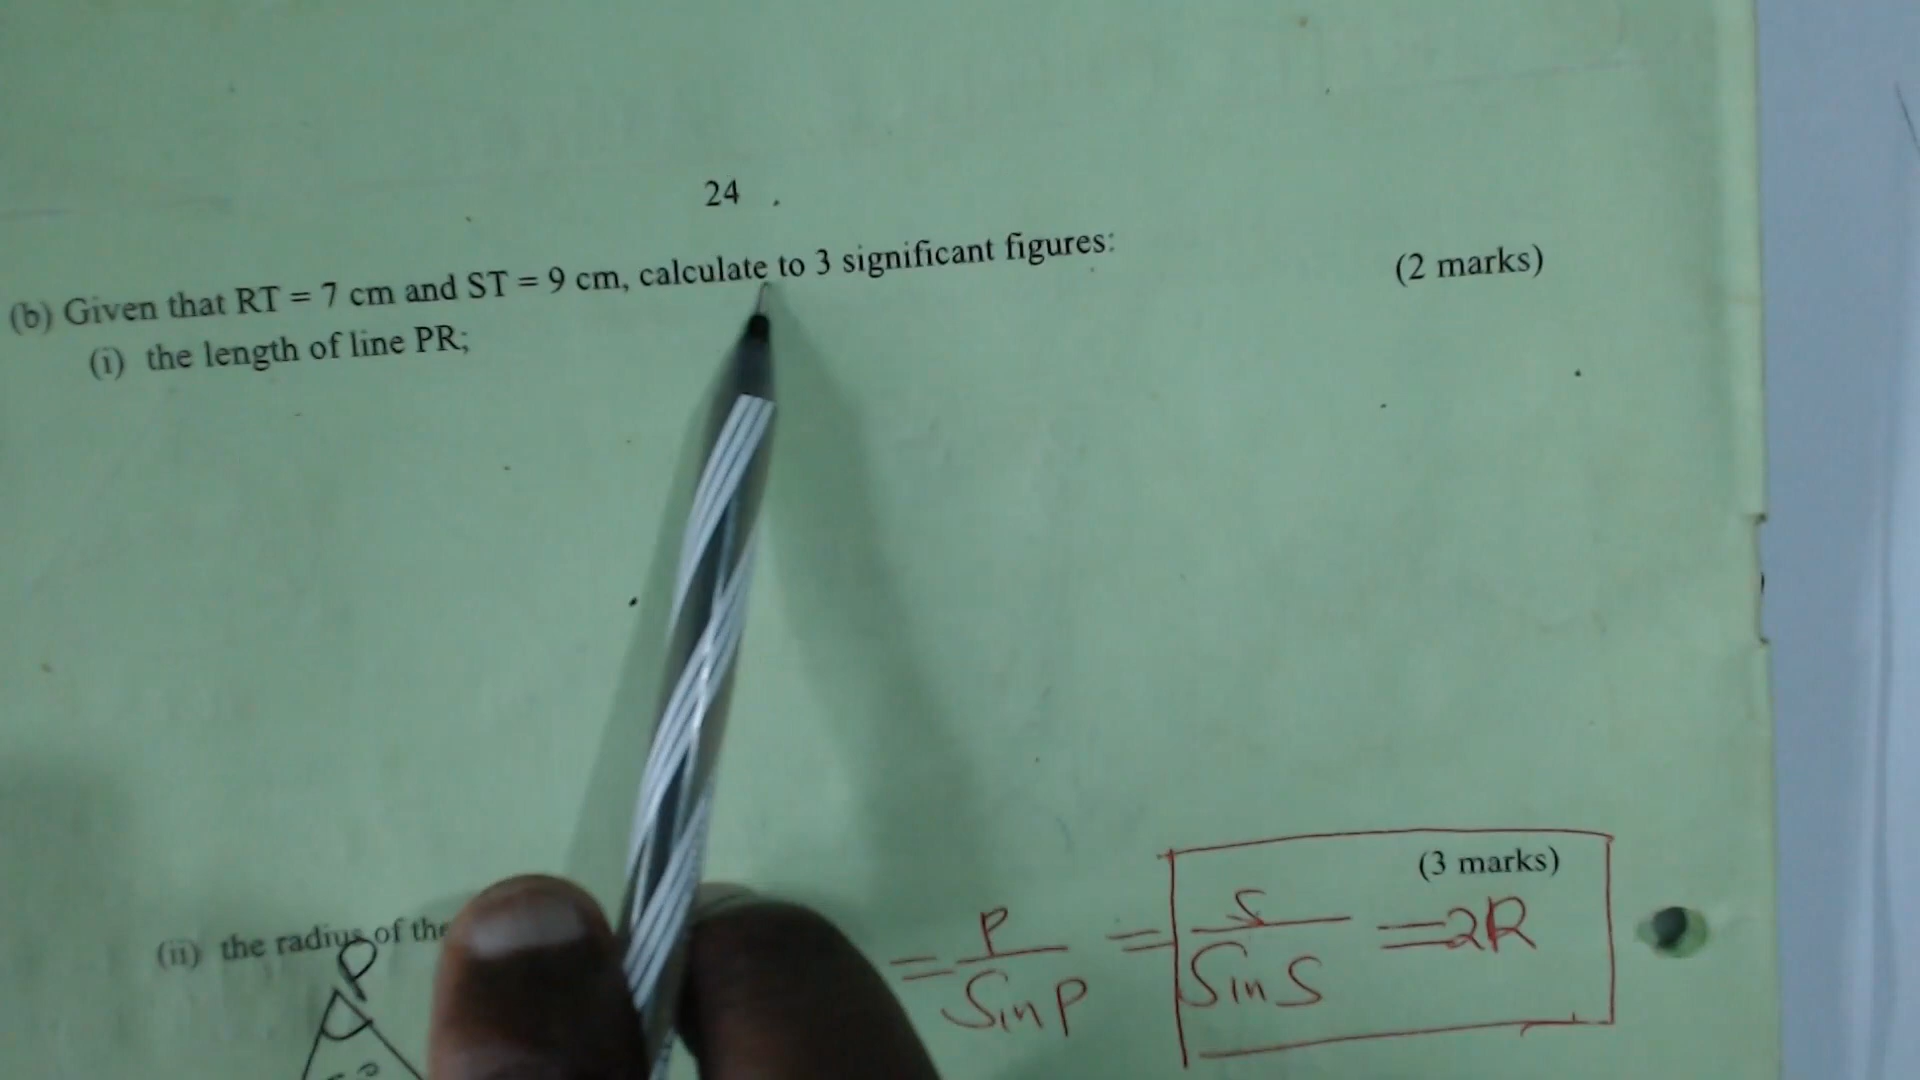 24
(b) Given that RT = 7 cm and ST = 9 cm, calculate to 3 significant figures:
(i) the length of line PR;
(2 marks)
(3 marks)
(ii) the radius of the
P
= P / Sin P = S / Sin S = 2R